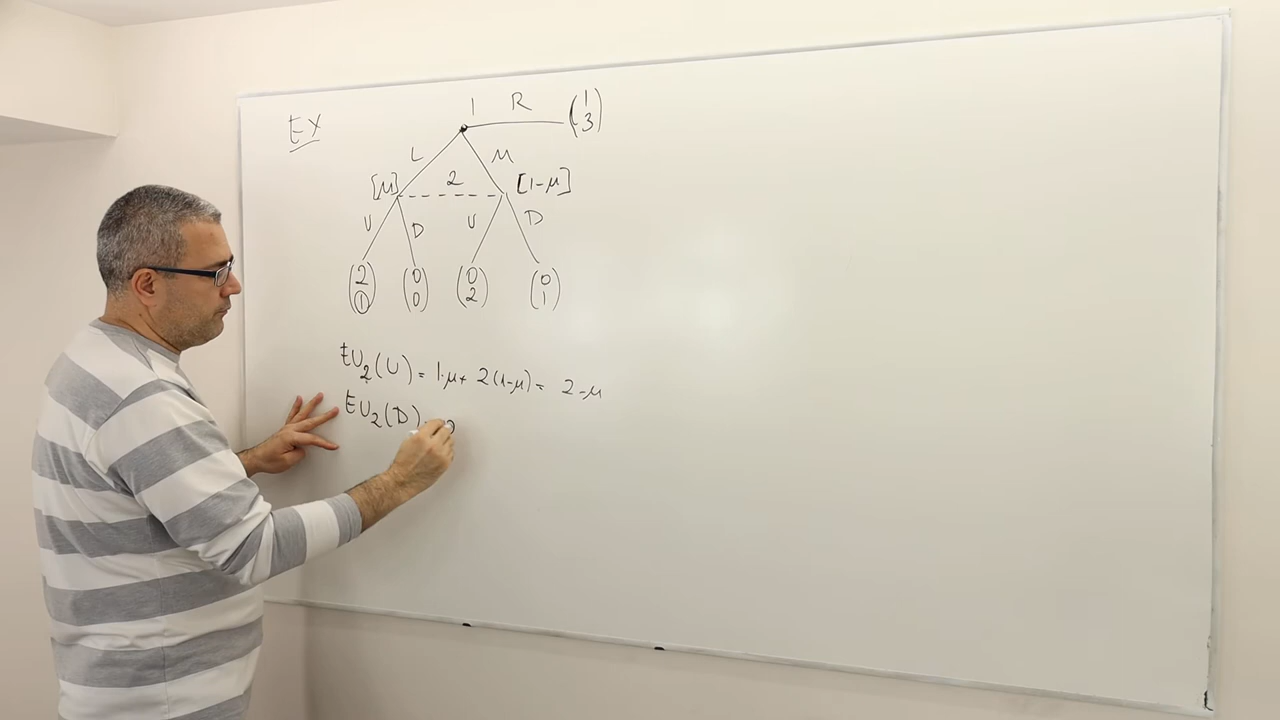 EX
1 R (1 3)
L M
[μ] 2 [1-μ]
U D U D
(2 1) (0 0) (0 2) (0 1)
EU₂(U) = 1·μ + 2(1-μ) = 2-μ
EU₂(D) = 0